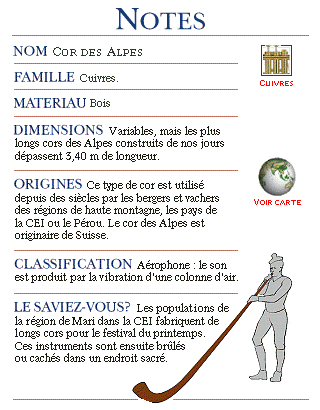 NOTES
NOM Cor des Alpes
Cuivres
FAMILLE Cuivres.
MATERIAU Bois
DIMENSIONS Variables, mais les plus
longs cors des Alpes construits de nos jours
dépassent 3,40 m de longueur.
Voir carte
ORIGINES Ce type de cor est utilisé
depuis des siècles par les bergers et vachers
des régions de haute montagne, les pays de
la CEI ou le Pérou. Le cor des Alpes est
originaire de Suisse.
CLASSIFICATION Aérophone : le son
est produit par la vibration d'une colonne d'air.
LE SAVIEZ-VOUS? Les populations de
la région de Mari dans la CEI fabriquent de
longs cors pour le festival du printemps.
Ces instruments sont ensuite brûlés
ou cachés dans un endroit sacré.